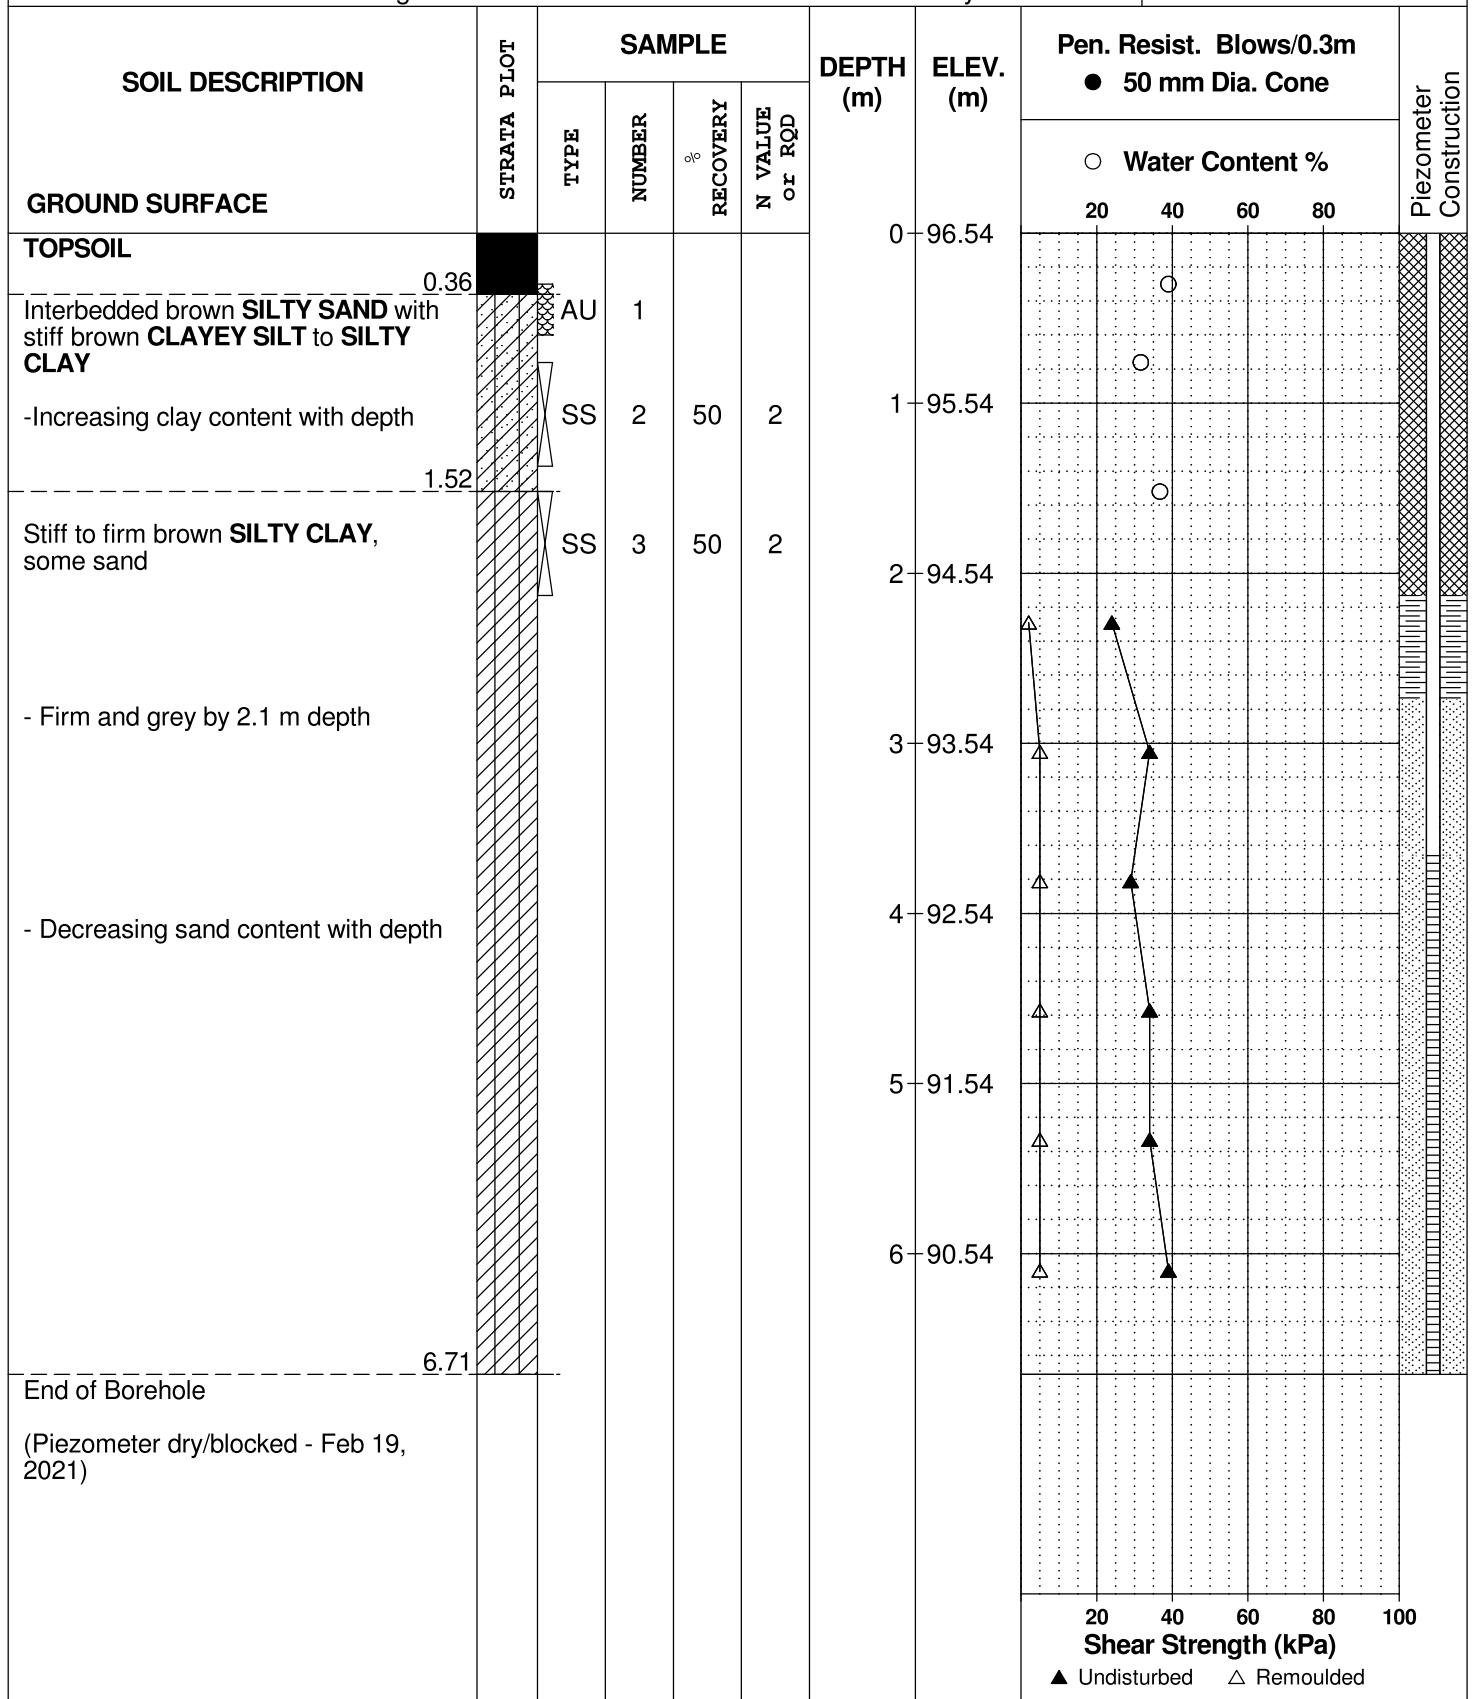 SOIL DESCRIPTION
GROUND SURFACE
STRATA PLOT
SAMPLE
TYPE
NUMBER
%
RECOVERY
N VALUE
or RQD
DEPTH
(m)
ELEV.
(m)
Pen. Resist. Blows/0.3m
● 50 mm Dia. Cone
○ Water Content %
20 40 60 80
Piezometer
Construction
TOPSOIL
0.36
Interbedded brown SILTY SAND with
stiff brown CLAYEY SILT to SILTY
CLAY
-Increasing clay content with depth
1.52
Stiff to firm brown SILTY CLAY,
some sand
- Firm and grey by 2.1 m depth
- Decreasing sand content with depth
6.71
End of Borehole
(Piezometer dry/blocked - Feb 19,
2021)
AU 1
SS 2 50 2
SS 3 50 2
0 96.54
1 95.54
2 94.54
3 93.54
4 92.54
5 91.54
6 90.54
20 40 60 80 100
Shear Strength (kPa)
▲ Undisturbed △ Remoulded